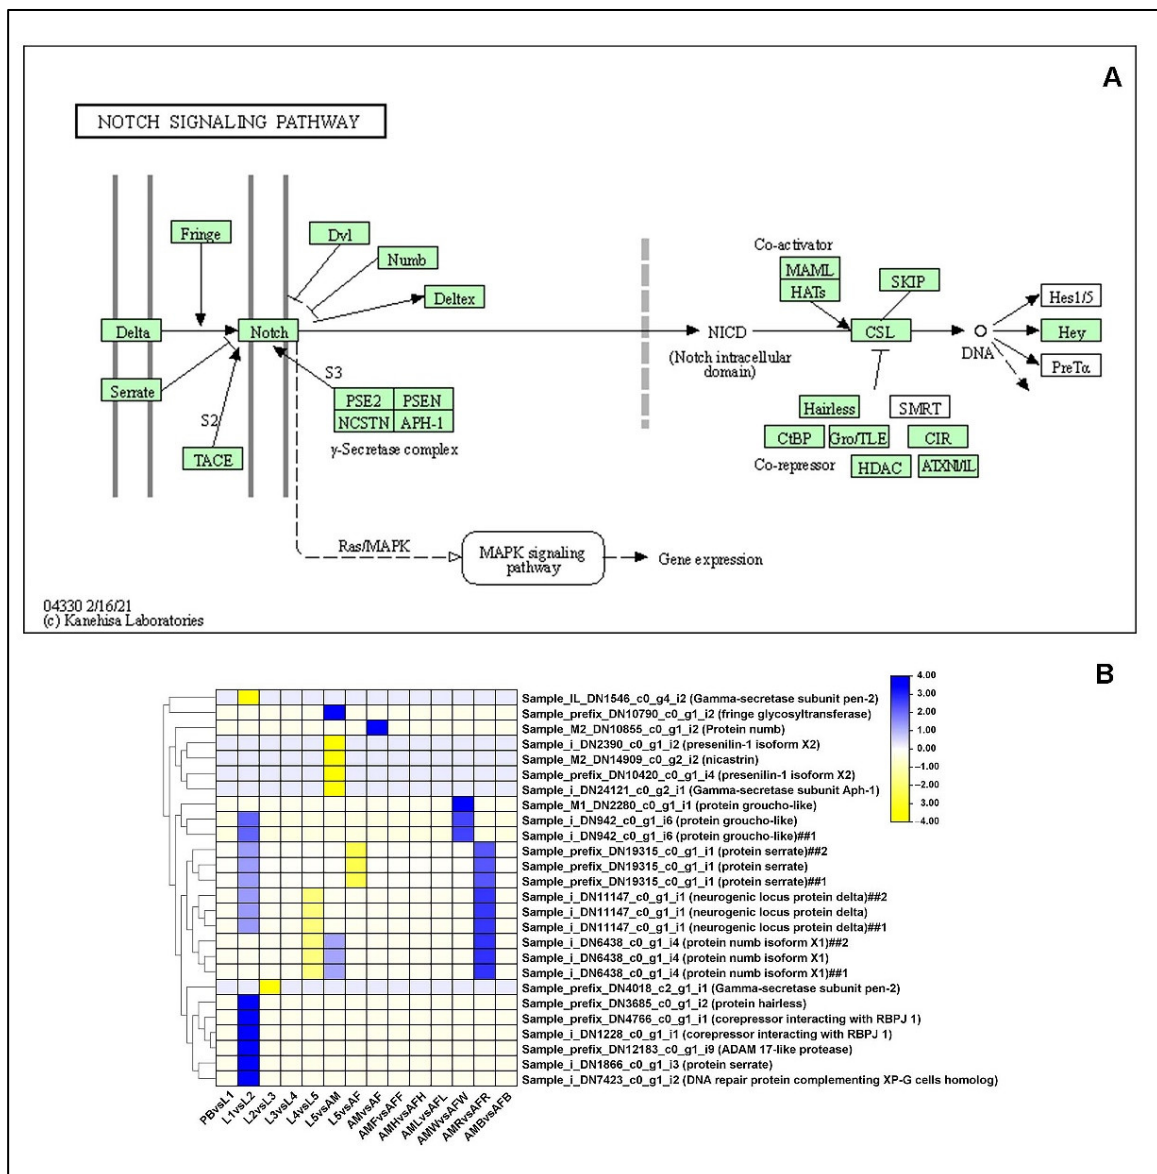 A
NOTCH SIGNALING PATHWAY
Fringe
Dvl
Numb
Deltex
Delta
Notch
Serrate
S2
TACE
S3
PSE2 PSEN
NCSTN APH-1
γ-Secretase complex
NICD
(Notch intracellular
domain)
Co-activator
MAML
HATs
SKIP
CSL
DNA
Hes1/5
Hey
PreTα
Hairless SMRT
CtBP Gro/TLE CIR
Co-repressor HDAC ATXN1/1L
Ras/MAPK
MAPK signaling
pathway
Gene expression
04330 2/16/21
(c) Kanehisa Laboratories
B
Sample_IL_DN1546_c0_g4_i2 (Gamma-secretase subunit pen-2)
Sample_prefix_DN10790_c0_g1_i2 (fringe glycosyltransferase)
Sample_M2_DN10855_c0_g1_i2 (Protein numb)
Sample_i_DN2390_c0_g1_i2 (presenilin-1 isoform X2)
Sample_M2_DN14909_c0_g2_i2 (nicastrin)
Sample_prefix_DN10420_c0_g1_i4 (presenilin-1 isoform X2)
Sample_i_DN24121_c0_g2_i1 (Gamma-secretase subunit Aph-1)
Sample_M1_DN2280_c0_g1_i1 (protein groucho-like)
Sample_i_DN942_c0_g1_i6 (protein groucho-like)
Sample_i_DN942_c0_g1_i6 (protein groucho-like)##1
Sample_prefix_DN19315_c0_g1_i1 (protein serrate)##2
Sample_prefix_DN19315_c0_g1_i1 (protein serrate)
Sample_prefix_DN19315_c0_g1_i1 (protein serrate)##1
Sample_i_DN11147_c0_g1_i1 (neurogenic locus protein delta)##2
Sample_i_DN11147_c0_g1_i1 (neurogenic locus protein delta)
Sample_i_DN11147_c0_g1_i1 (neurogenic locus protein delta)##1
Sample_i_DN6438_c0_g1_i4 (protein numb isoform X1)##2
Sample_i_DN6438_c0_g1_i4 (protein numb isoform X1)
Sample_i_DN6438_c0_g1_i4 (protein numb isoform X1)##1
Sample_prefix_DN4018_c2_g1_i1 (Gamma-secretase subunit pen-2)
Sample_prefix_DN3685_c0_g1_i2 (protein hairless)
Sample_prefix_DN4766_c0_g1_i1 (corepressor interacting with RBPJ 1)
Sample_i_DN1228_c0_g1_i1 (corepressor interacting with RBPJ 1)
Sample_prefix_DN12183_c0_g1_i9 (ADAM 17-like protease)
Sample_i_DN1866_c0_g1_i3 (protein serrate)
Sample_i_DN7423_c0_g1_i2 (DNA repair protein complementing XP-G cells homolog)
4.00
3.00
2.00
1.00
0.00
−1.00
−2.00
−3.00
−4.00
PBvsL1
L1vsL2
L2vsL3
L3vsL4
L4vsL5
L5vsAM
L5vsAF
AMvsAF
AMFvsAFF
AMHvsAFH
AMLvsAFL
AMWvsAFW
AMRvsAFR
AMBvsAFB